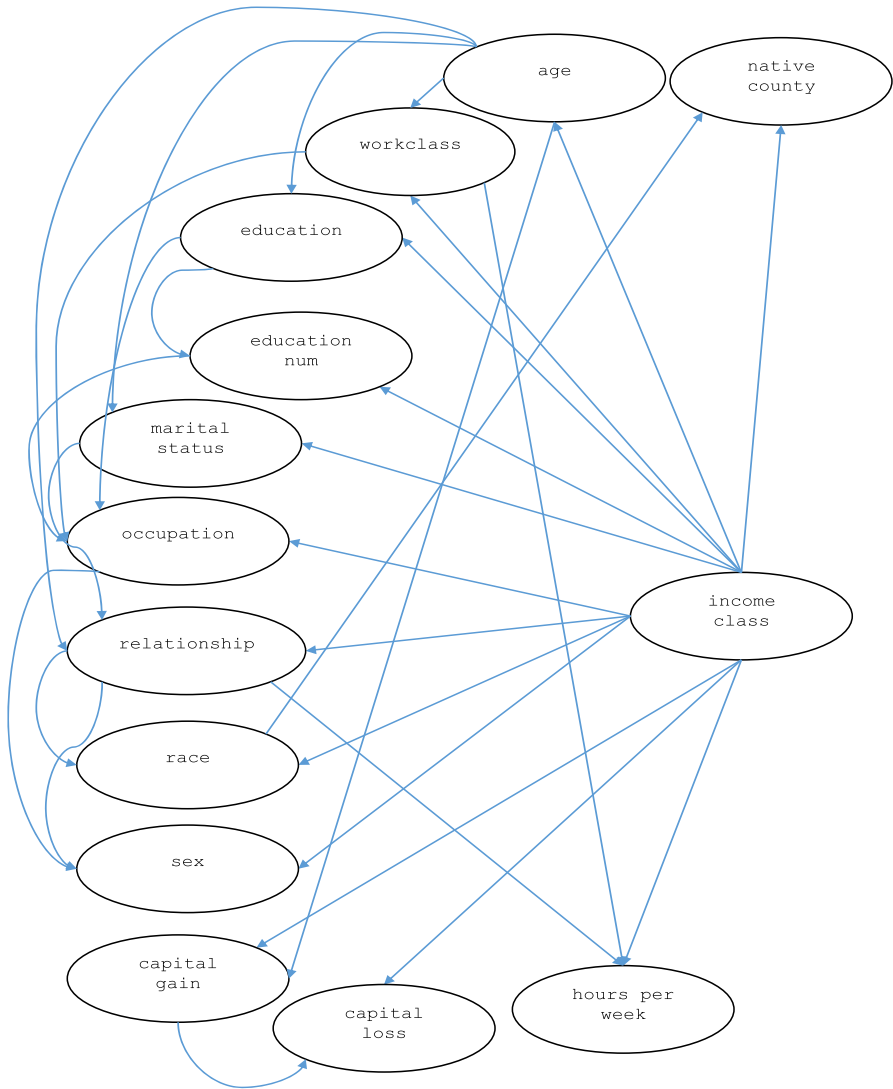 age
native
county
workclass
education
education
num
marital
status
occupation
income
class
relationship
race
sex
capital
gain
hours per
week
capital
loss